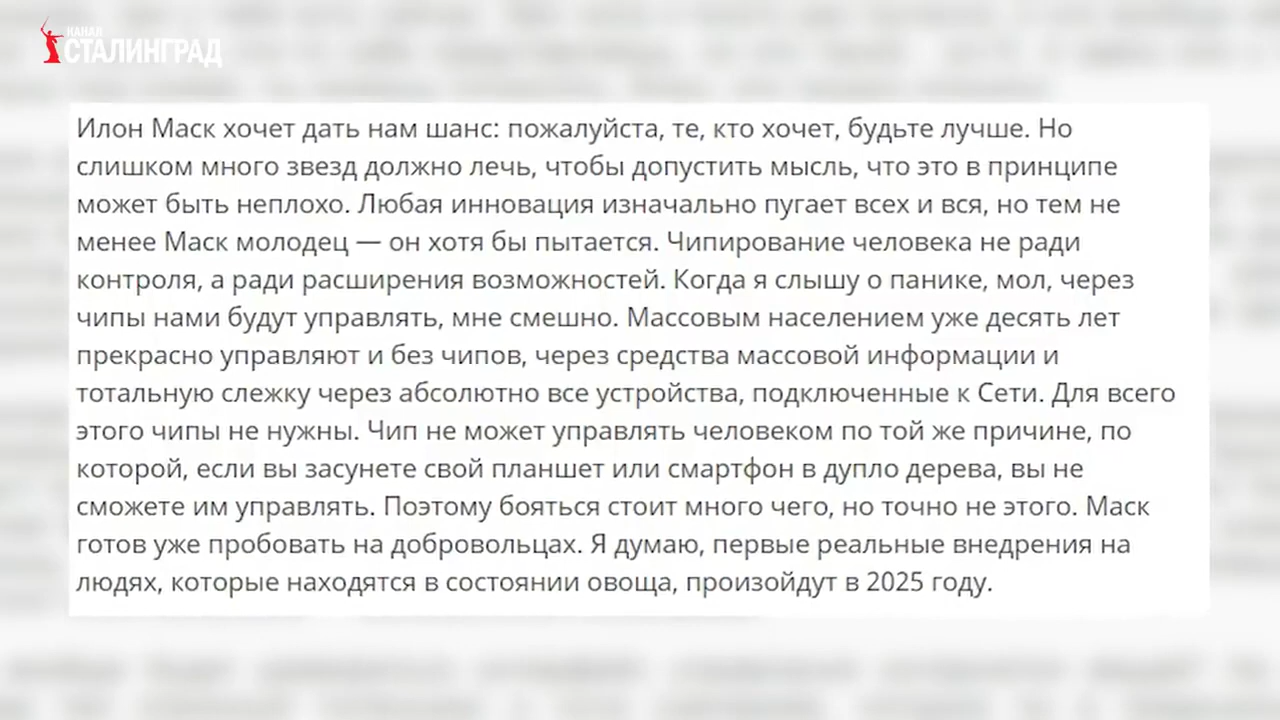 КАНАЛ
СТАЛИНГРАД
Илон Маск хочет дать нам шанс: пожалуйста, те, кто хочет, будьте лучше. Но
слишком много звезд должно лечь, чтобы допустить мысль, что это в принципе
может быть неплохо. Любая инновация изначально пугает всех и вся, но тем не
менее Маск молодец — он хотя бы пытается. Чипирование человека не ради
контроля, а ради расширения возможностей. Когда я слышу о панике, мол, через
чипы нами будут управлять, мне смешно. Массовым населением уже десять лет
прекрасно управляют и без чипов, через средства массовой информации и
тотальную слежку через абсолютно все устройства, подключенные к Сети. Для всего
этого чипы не нужны. Чип не может управлять человеком по той же причине, по
которой, если вы засунете свой планшет или смартфон в дупло дерева, вы не
сможете им управлять. Поэтому бояться стоит много чего, но точно не этого. Маск
готов уже пробовать на добровольцах. Я думаю, первые реальные внедрения на
людях, которые находятся в состоянии овоща, произойдут в 2025 году.